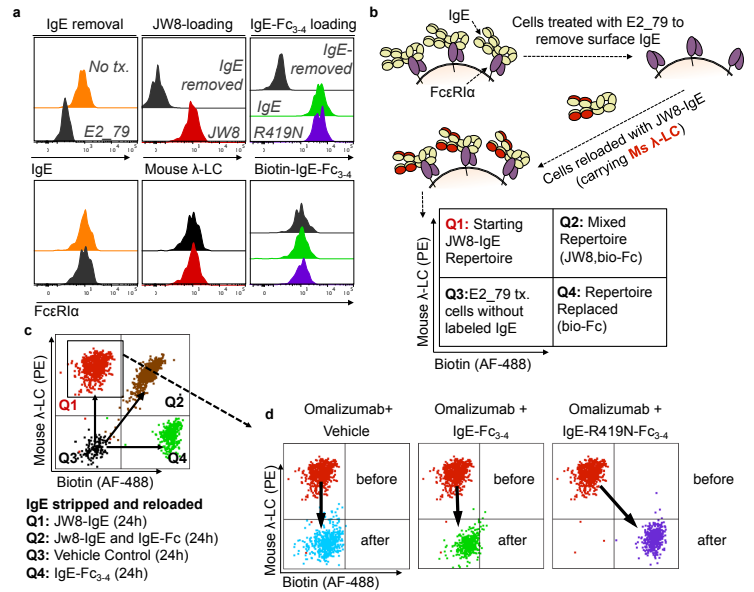 a
IgE removal
JW8-loading
IgE-Fc3-4 loading
No tx.
E2_79
IgE
removed
JW8
IgE-
removed
IgE
R419N
0 10^1 10^3
IgE
Mouse λ-LC
Biotin-IgE-Fc3-4
FcεRIα
b
IgE
FcεRIα
Cells treated with E2_79 to
remove surface IgE
Cells reloaded with JW8-IgE
(carrying Ms λ-LC)
Mouse λ-LC (PE)
Q1: Starting
JW8-IgE
Repertoire
Q2: Mixed
Repertoire
(JW8,bio-Fc)
Q3:E2_79 tx.
cells without
labeled IgE
Q4: Repertoire
Replaced
(bio-Fc)
Biotin (AF-488)
c
Mouse λ-LC (PE)
Q1
Q2
Q3
Q4
Biotin (AF-488)
IgE stripped and reloaded
Q1: JW8-IgE (24h)
Q2: Jw8-IgE and IgE-Fc (24h)
Q3: Vehicle Control (24h)
Q4: IgE-Fc3-4 (24h)
d
Omalizumab+
Vehicle
Omalizumab +
IgE-Fc3-4
Omalizumab +
IgE-R419N-Fc3-4
Mouse λ-LC (PE)
before
after
before
after
before
after
Biotin (AF-488)